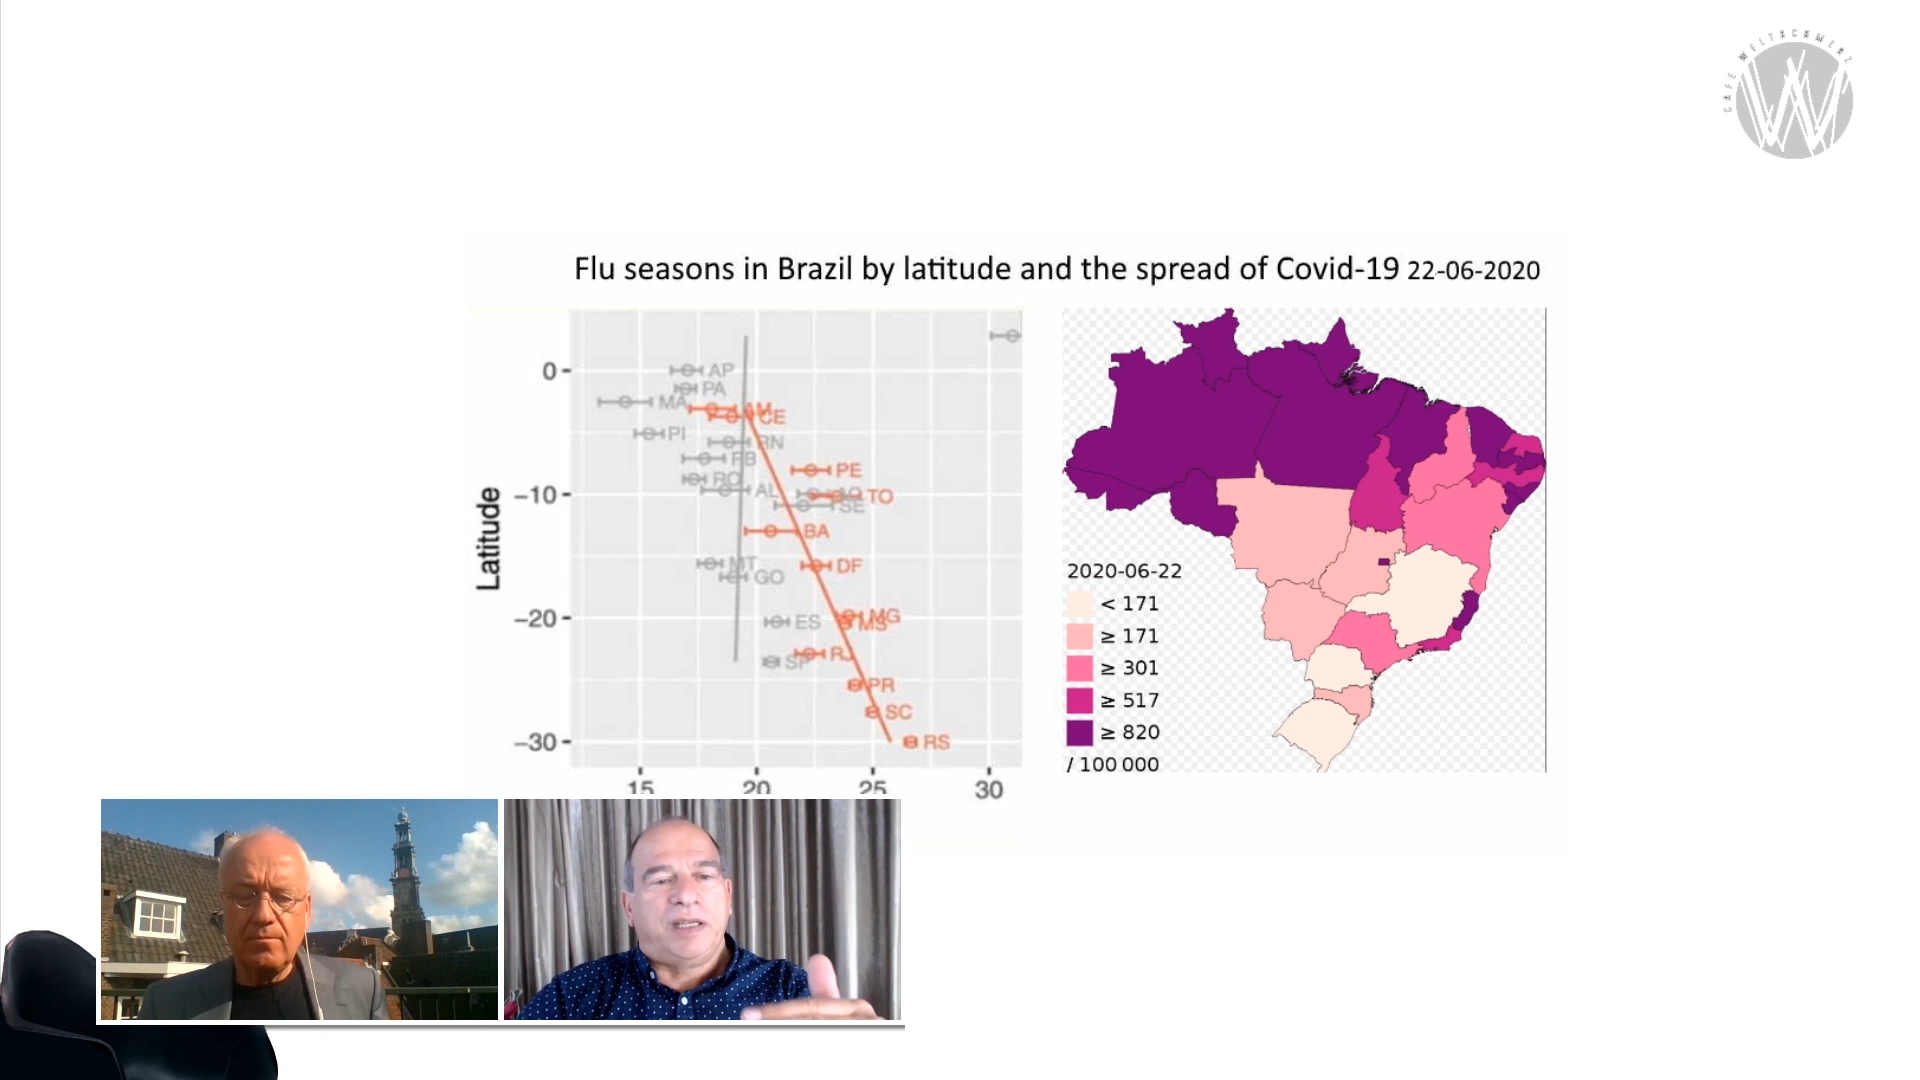 CAFE WELTSCHMERZ
Flu seasons in Brazil by latitude and the spread of Covid-19 22-06-2020
Latitude
0
−10
−20
−30
AP
PA
MA
AM
CE
PI
RN
PB
PE
RO
AL
TO
SE
BA
MT
DF
GO
MG
ES
MS
RJ
SP
PR
SC
RS
15
20
25
30
2020-06-22
< 171
≥ 171
≥ 301
≥ 517
≥ 820
/ 100 000